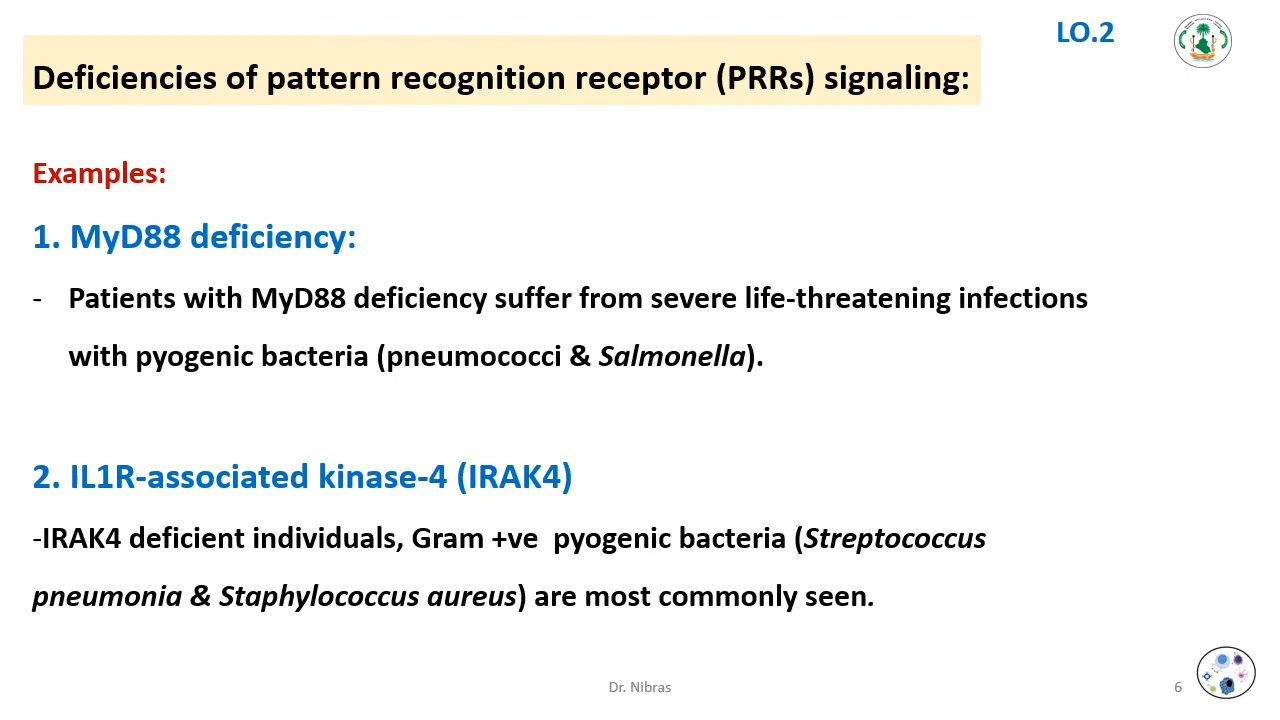 LO.2
Deficiencies of pattern recognition receptor (PRRs) signaling:
Examples:
1. MyD88 deficiency:
- Patients with MyD88 deficiency suffer from severe life-threatening infections
with pyogenic bacteria (pneumococci & Salmonella).
2. IL1R-associated kinase-4 (IRAK4)
-IRAK4 deficient individuals, Gram +ve pyogenic bacteria (Streptococcus
pneumonia & Staphylococcus aureus) are most commonly seen.
Dr. Nibras
6